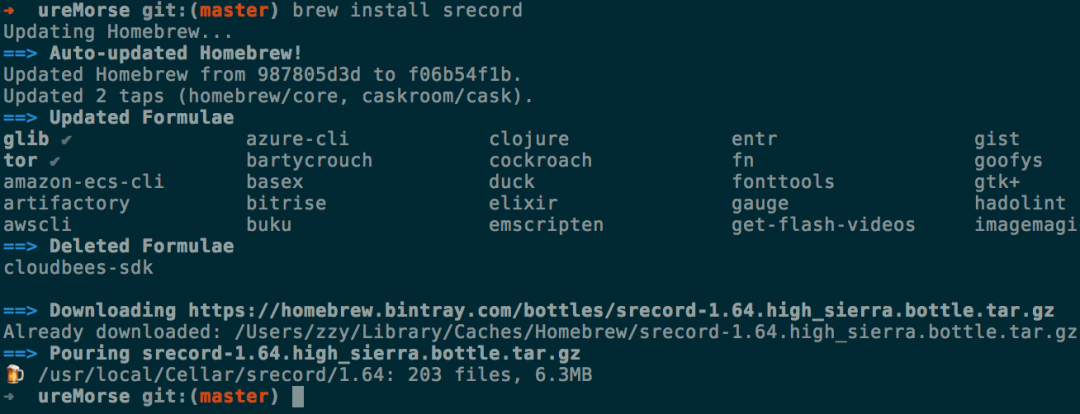 ➜ ureMorse git:(master) brew install srecord
Updating Homebrew...
==> Auto-updated Homebrew!
Updated Homebrew from 987805d3d to f06b54f1b.
Updated 2 taps (homebrew/core, caskroom/cask).
==> Updated Formulae
glib ✔ azure-cli clojure entr gist
tor ✔ bartycrouch cockroach fn goofys
amazon-ecs-cli basex duck fonttools gtk+
artifactory bitrise elixir gauge hadolint
awscli buku emscripten get-flash-videos imagemagi
==> Deleted Formulae
cloudbees-sdk
==> Downloading https://homebrew.bintray.com/bottles/srecord-1.64.high_sierra.bottle.tar.gz
Already downloaded: /Users/zzy/Library/Caches/Homebrew/srecord-1.64.high_sierra.bottle.tar.gz
==> Pouring srecord-1.64.high_sierra.bottle.tar.gz
🍺 /usr/local/Cellar/srecord/1.64: 203 files, 6.3MB
➜ ureMorse git:(master)